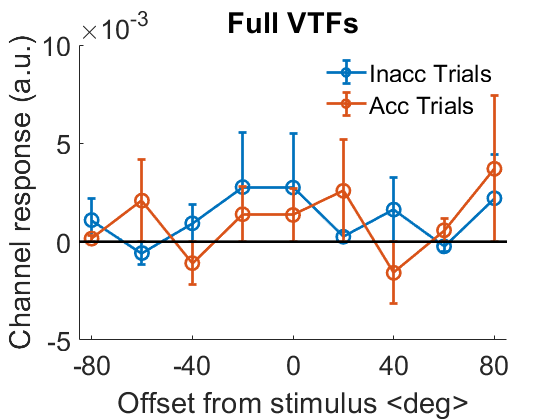 Full VTFs
×10⁻³
Inacc Trials
Acc Trials
Channel response (a.u.)
10
5
0
-5
-80 -40 0 40 80
Offset from stimulus <deg>